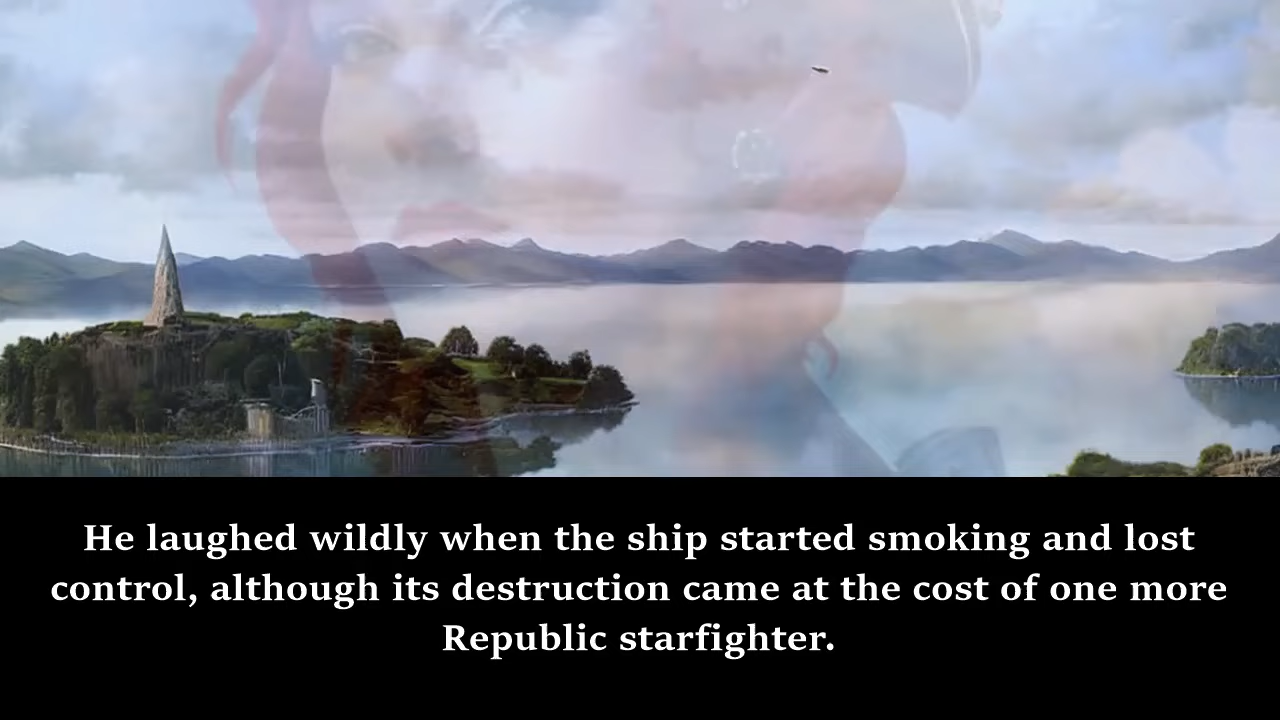 He laughed wildly when the ship started smoking and lost
control, although its destruction came at the cost of one more
Republic starfighter.